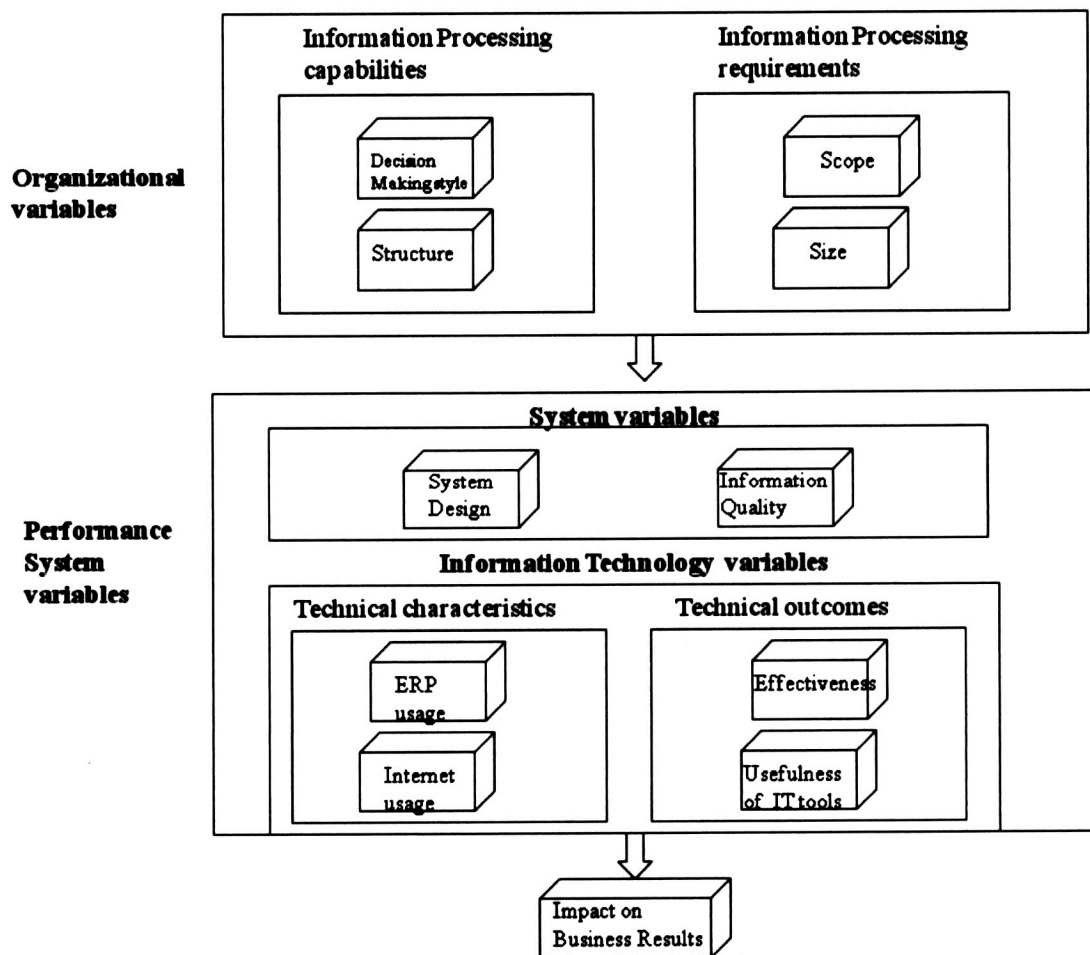 Information Processing
capabilities
Information Processing
requirements
Decision
Making style
Scope
Organizational
variables
Structure
Size
System variables
System
Design
Information
Quality
Performance
System
variables
Information Technology variables
Technical characteristics
Technical outcomes
ERP
usage
Effectiveness
Internet
usage
Usefulness
of IT tools
Impact on
Business Results